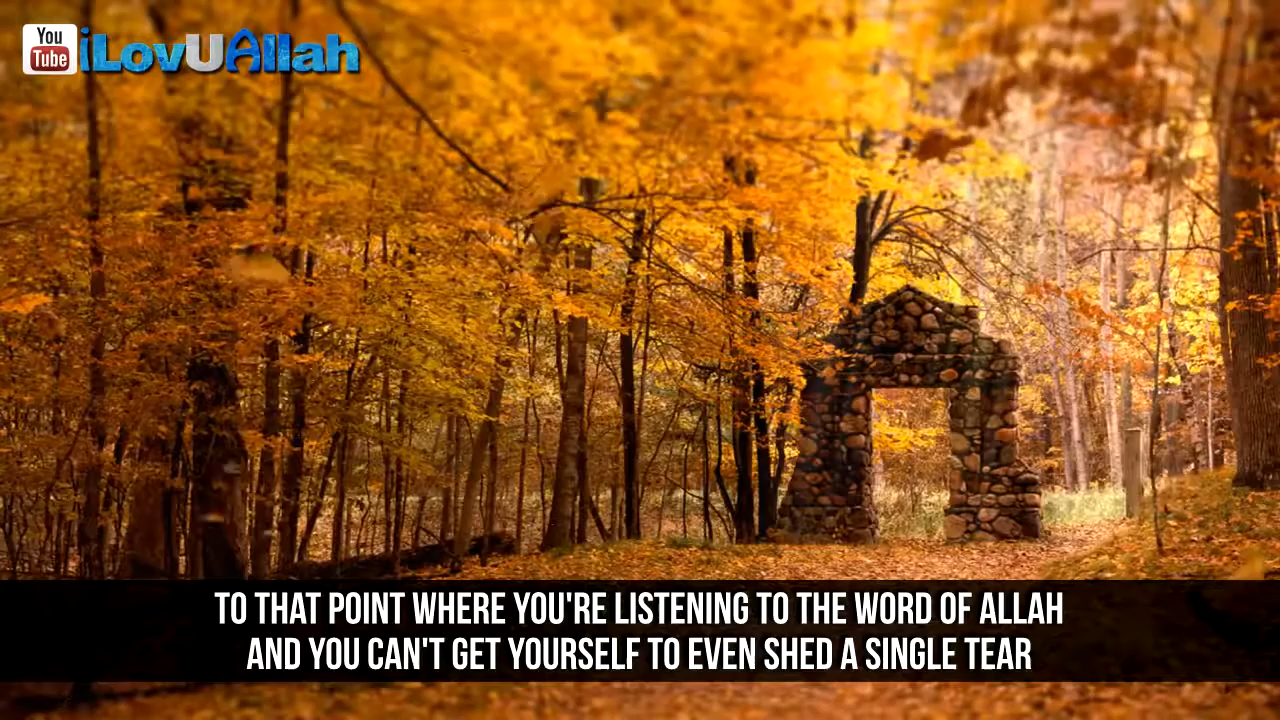 You
Tube
iLovUAllah
TO THAT POINT WHERE YOU'RE LISTENING TO THE WORD OF ALLAH
AND YOU CAN'T GET YOURSELF TO EVEN SHED A SINGLE TEAR